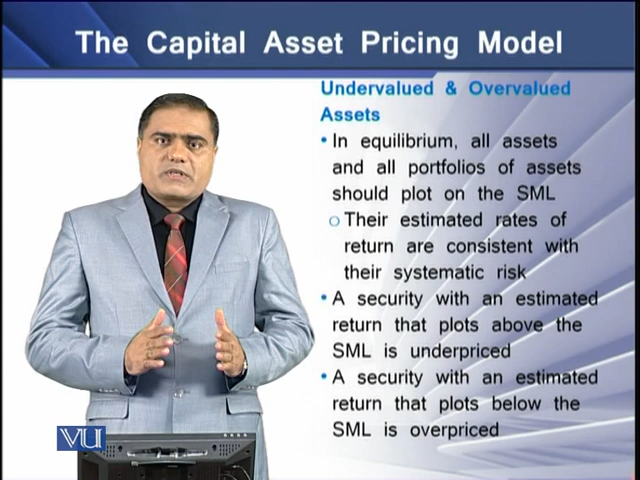 The Capital Asset Pricing Model
Undervalued & Overvalued
Assets
• In equilibrium, all assets
and all portfolios of assets
should plot on the SML
○ Their estimated rates of
return are consistent with
their systematic risk
• A security with an estimated
return that plots above the
SML is underpriced
• A security with an estimated
return that plots below the
SML is overpriced
VU